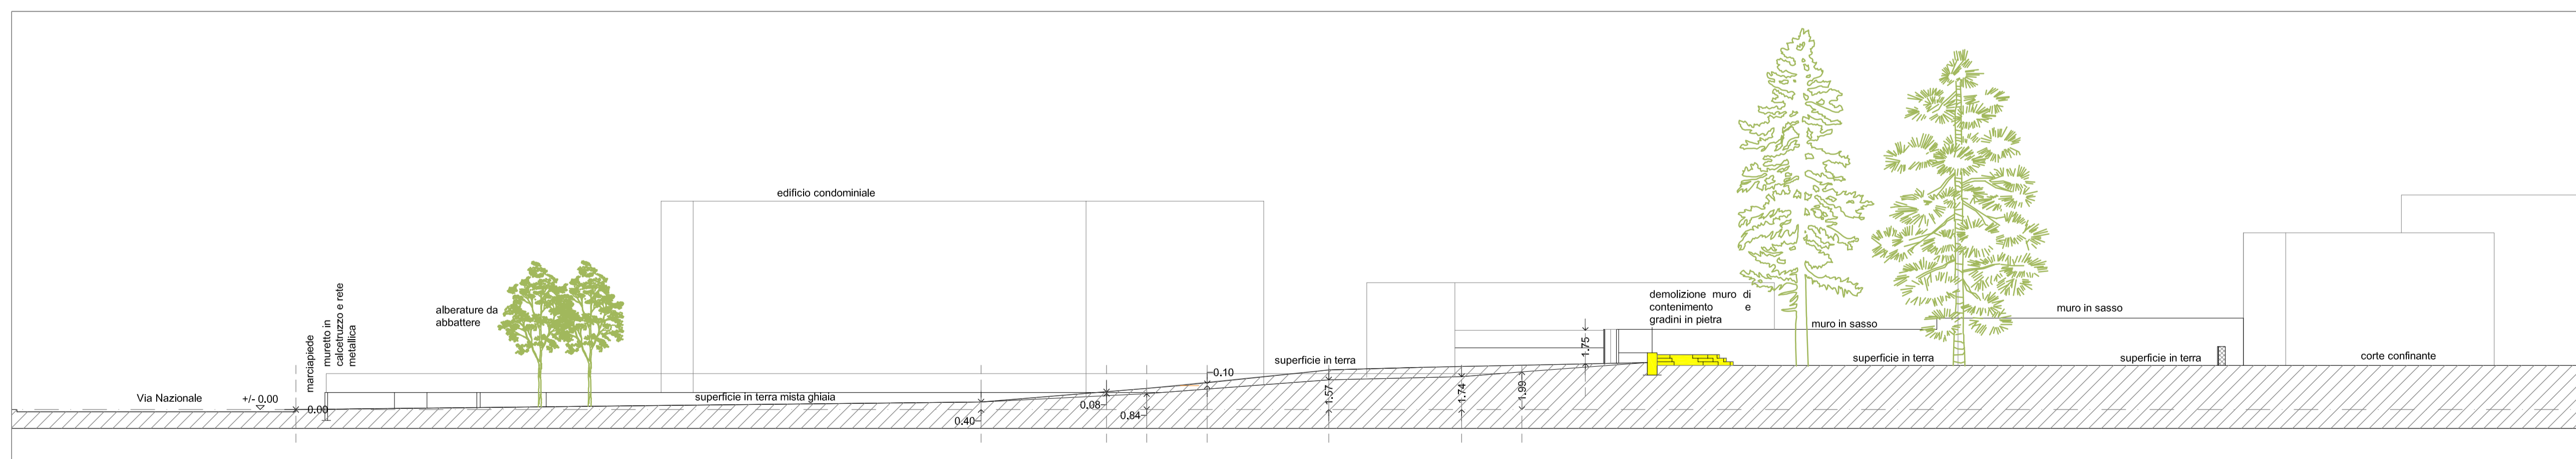 edificio condominiale
alberature da
abbattere
marciapiede
muretto in
calcetruzzo e rete
metallica
Via Nazionale
+/- 0.00
0.00
superficie in terra mista ghiaia
0.40
0.08
0.84
0.10
superficie in terra
1.57
1.74
1.99
1.75
demolizione muro di
contenimento e
gradini in pietra
muro in sasso
superficie in terra
muro in sasso
superficie in terra
corte confinante